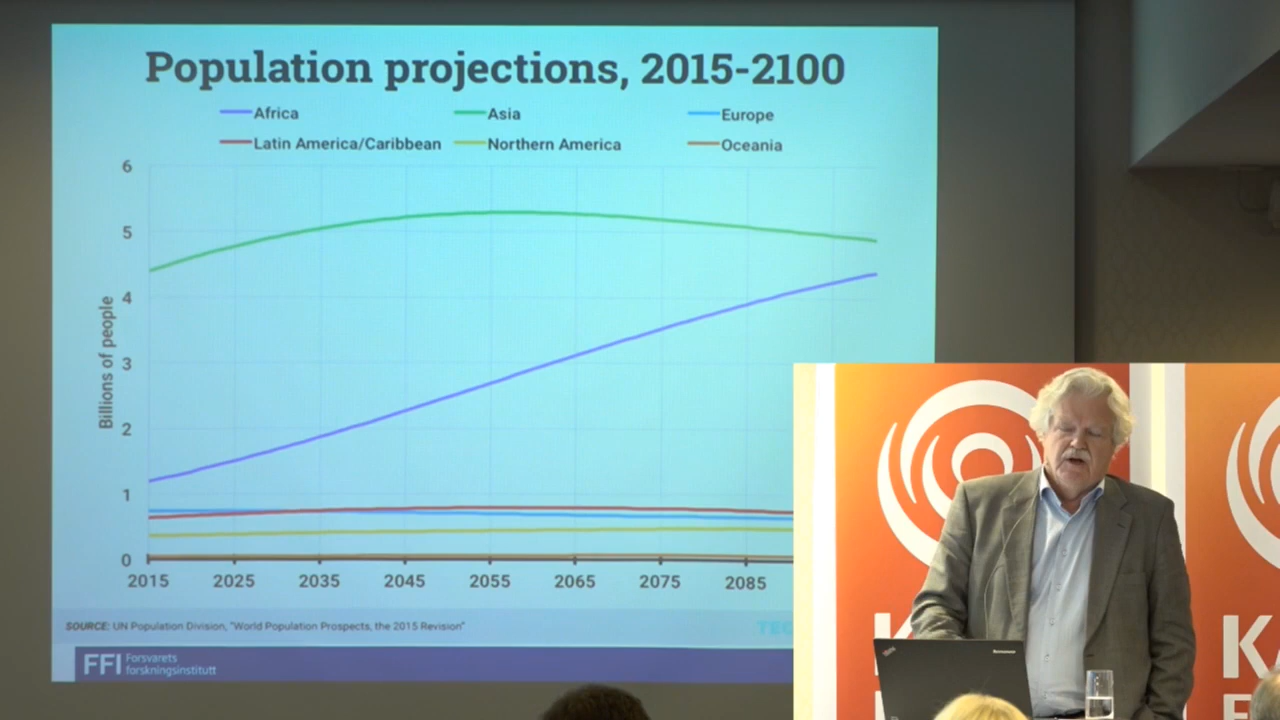 Population projections, 2015-2100
Africa
Asia
Europe
Latin America/Caribbean
Northern America
Oceania
6
5
4
3
2
1
0
Billions of people
2015
2025
2035
2045
2055
2065
2075
2085
SOURCE: UN Population Division, "World Population Prospects, the 2015 Revision"
TEC
FFI
Forsvarets
forskningsinstitutt